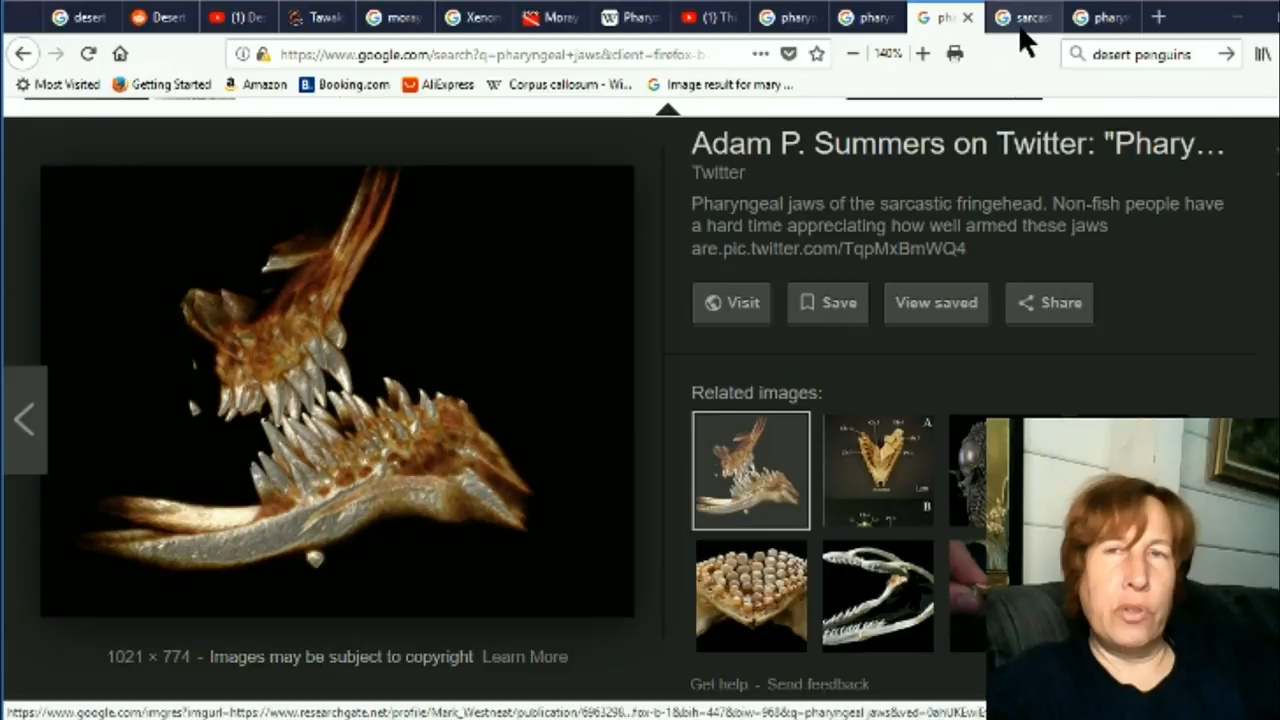 desert
Desert
(1) De
Tawak
moray
Xenon
Moray
Pharyn
(1) Th
pharyn
pharyn
pha
sarcas
pharyn
https://www.google.com/search?q=pharyngeal+jaws&client=firefox-b-
140%
desert penguins
Most Visited
Getting Started
Amazon
Booking.com
AliExpress
Corpus callosum - Wi...
Image result for mary ...
Adam P. Summers on Twitter: "Phary...
Twitter
Pharyngeal jaws of the sarcastic fringehead. Non-fish people have
a hard time appreciating how well armed these jaws
are.pic.twitter.com/TqpMxBmWQ4
Visit
Save
View saved
Share
Related images:
A
B
1021 × 774 - Images may be subject to copyright Learn More
Get help - Send feedback